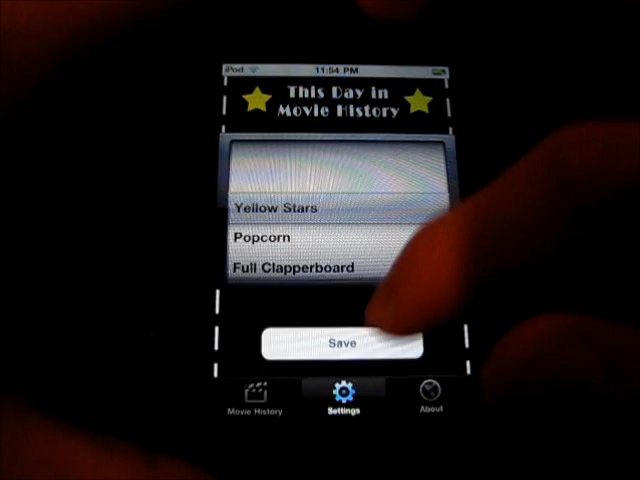 iPod 11:54 PM
This Day in
Movie History
Yellow Stars
Popcorn
Full Clapperboard
Save
Movie History Settings About